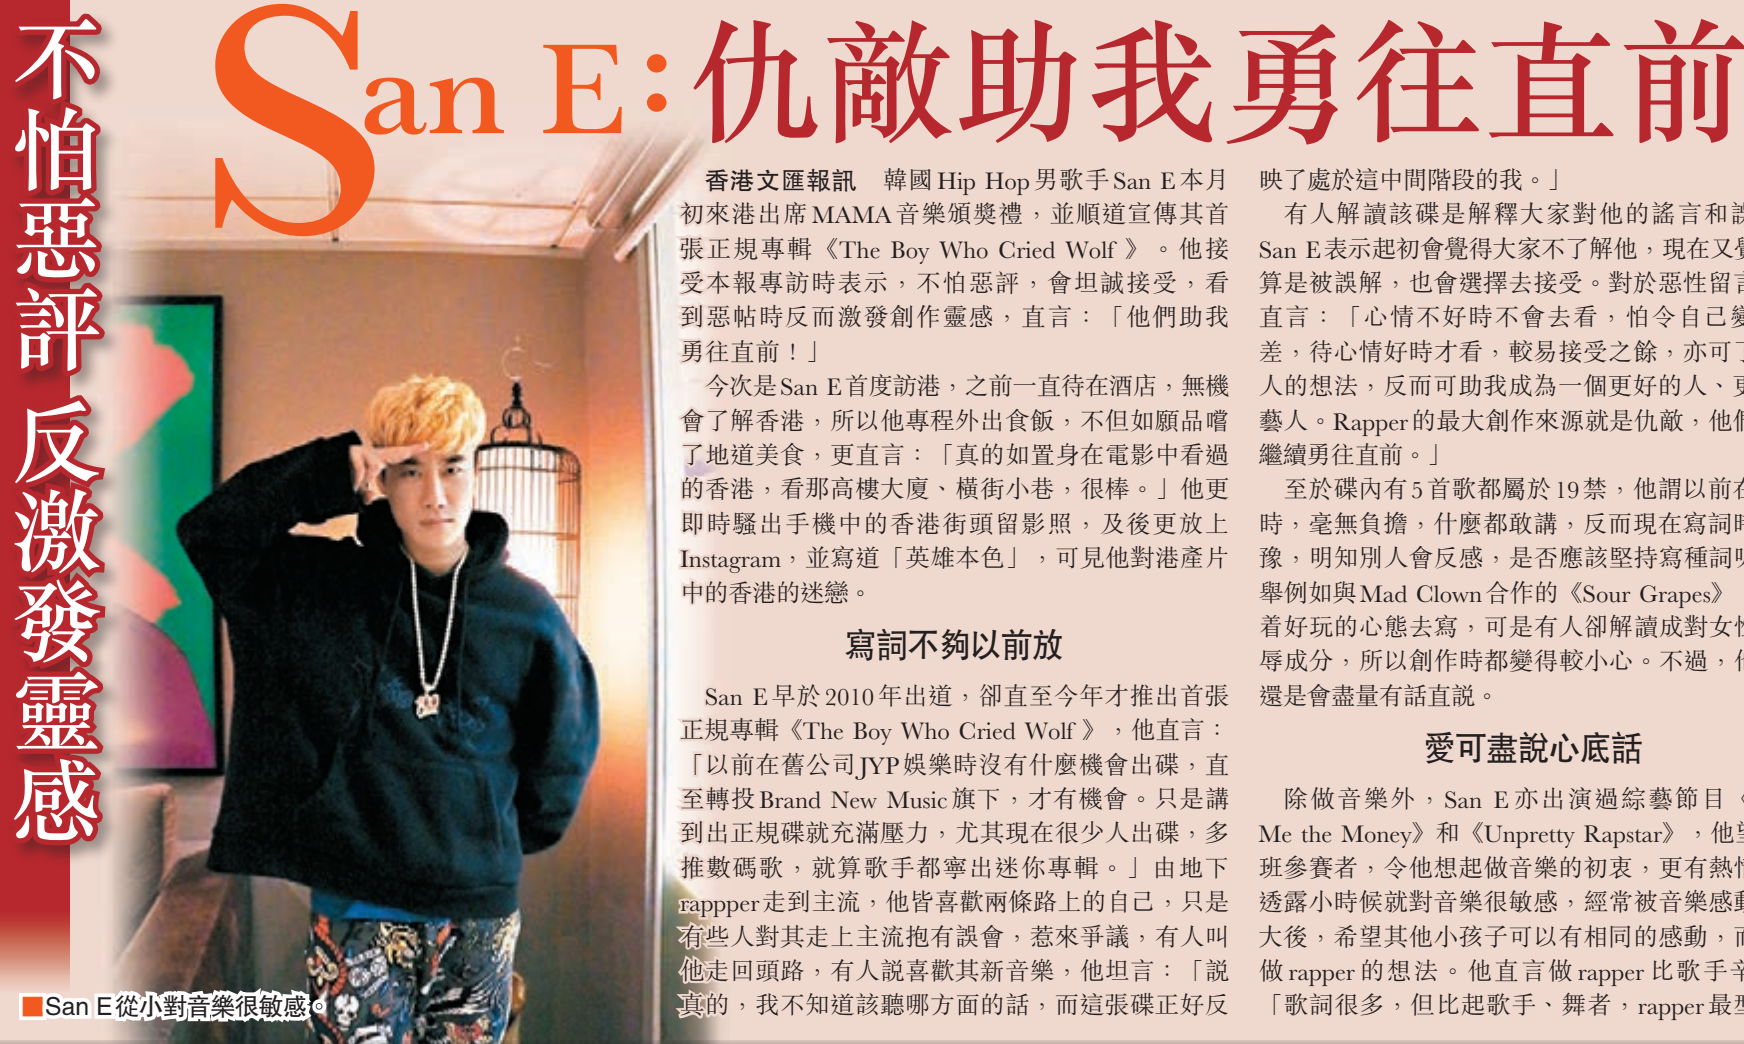 San E：仇敵助我勇往直前
不怕惡評 反激發靈感
香港文匯報訊　韓國Hip Hop男歌手San E本月
初來港出席MAMA音樂頒獎禮，並順道宣傳其首
張正規專輯《The Boy Who Cried Wolf》。他接
受本報專訪時表示，不怕惡評，會坦誠接受，看
到惡帖時反而激發創作靈感，直言：「他們助我
勇往直前！」
今次是San E首度訪港，之前一直待在酒店，無機
會了解香港，所以他專程外出食飯，不但如願品嚐
了地道美食，更直言：「真的如置身在電影中看過
的香港，看那高樓大廈、橫街小巷，很棒。」他更
即時騷出手機中的香港街頭留影照，及後更放上
Instagram，並寫道「英雄本色」，可見他對港產片
中的香港的迷戀。
寫詞不夠以前放
San E早於2010年出道，卻直至今年才推出首張
正規專輯《The Boy Who Cried Wolf》，他直言：
「以前在舊公司JYP娛樂時沒有什麼機會出碟，直
至轉投Brand New Music旗下，才有機會。只是講
到出正規碟就充滿壓力，尤其現在很少人出碟，多
推數碼歌，就算歌手都寧出迷你專輯。」由地下
rappper走到主流，他皆喜歡兩條路上的自己，只是
有些人對其走上主流抱有誤會，惹來爭議，有人叫
他走回頭路，有人説喜歡其新音樂，他坦言：「説
真的，我不知道該聽哪方面的話，而這張碟正好反
映了處於這中間階段的我。」
有人解讀該碟是解釋大家對他的謠言和
San E表示起初會覺得大家不了解他，現在又
算是被誤解，也會選擇去接受。對於惡性留
直言：「心情不好時不會去看，怕令自己
差，待心情好時才看，較易接受之餘，亦可
人的想法，反而可助我成為一個更好的人、
藝人。Rapper的最大創作來源就是仇敵，他
繼續勇往直前。」
至於碟內有5首歌都屬於19禁，他謂以前
時，毫無負擔，什麼都敢講，反而現在寫詞
豫，明知別人會反感，是否應該堅持寫種詞
舉例如與Mad Clown合作的《Sour Grapes》
着好玩的心態去寫，可是有人卻解讀成對女
辱成分，所以創作時都變得較小心。不過，
還是會盡量有話直説。
愛可盡說心底話
除做音樂外，San E亦出演過綜藝節目
Me the Money》和《Unpretty Rapstar》，他
班參賽者，令他想起做音樂的初衷，更有熱
透露小時候就對音樂很敏感，經常被音樂感
大後，希望其他小孩子可以有相同的感動，
做rapper的想法。他直言做rapper比歌手
「歌詞很多，但比起歌手、舞者，rapper最
■San E從小對音樂很敏感。